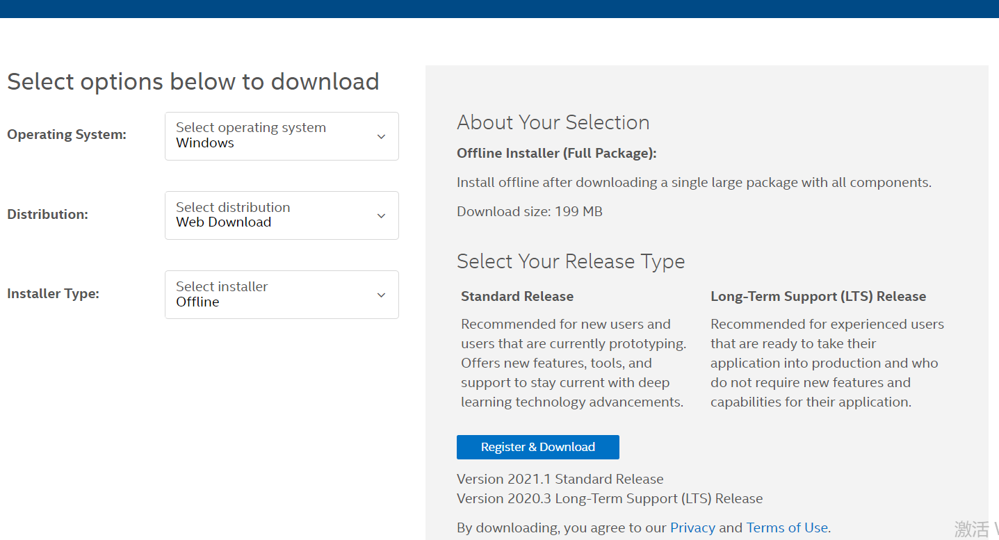 Select options below to download
Operating System:
Select operating system
Windows
Distribution:
Select distribution
Web Download
Installer Type:
Select installer
Offline
About Your Selection
Offline Installer (Full Package):
Install offline after downloading a single large package with all components.
Download size: 199 MB
Select Your Release Type
Standard Release
Recommended for new users and
users that are currently prototyping.
Offers new features, tools, and
support to stay current with deep
learning technology advancements.
Long-Term Support (LTS) Release
Recommended for experienced users
that are ready to take their
application into production and who
do not require new features and
capabilities for their application.
Register & Download
Version 2021.1 Standard Release
Version 2020.3 Long-Term Support (LTS) Release
By downloading, you agree to our Privacy and Terms of Use.
激活